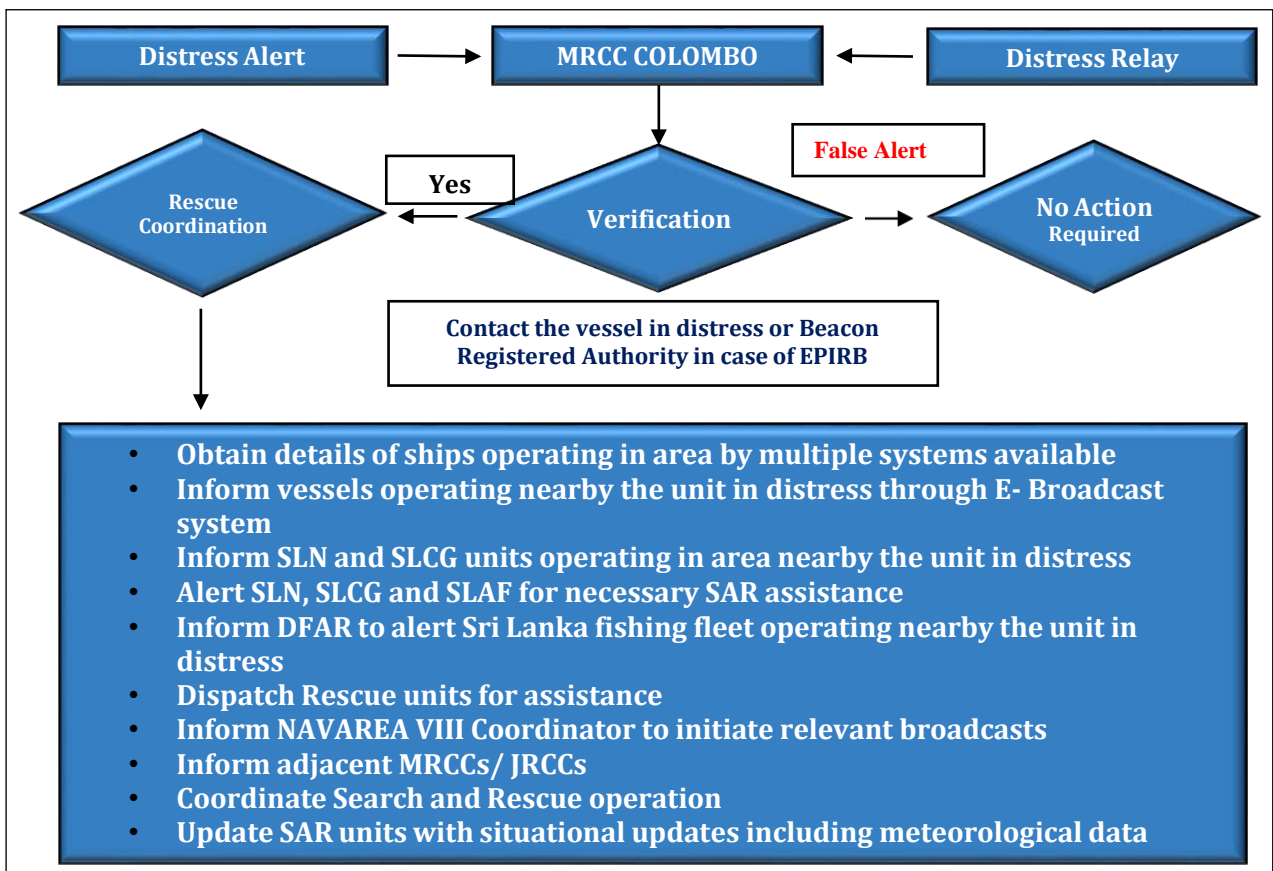 Distress Alert
MRCC COLOMBO
Distress Relay
False Alert
Yes
Rescue
Coordination
Verification
No Action
Required
Contact the vessel in distress or Beacon
Registered Authority in case of EPIRB
• Obtain details of ships operating in area by multiple systems available
• Inform vessels operating nearby the unit in distress through E- Broadcast
system
• Inform SLN and SLCG units operating in area nearby the unit in distress
• Alert SLN, SLCG and SLAF for necessary SAR assistance
• Inform DFAR to alert Sri Lanka fishing fleet operating nearby the unit in
distress
• Dispatch Rescue units for assistance
• Inform NAVAREA VIII Coordinator to initiate relevant broadcasts
• Inform adjacent MRCCs/ JRCCs
• Coordinate Search and Rescue operation
• Update SAR units with situational updates including meteorological data